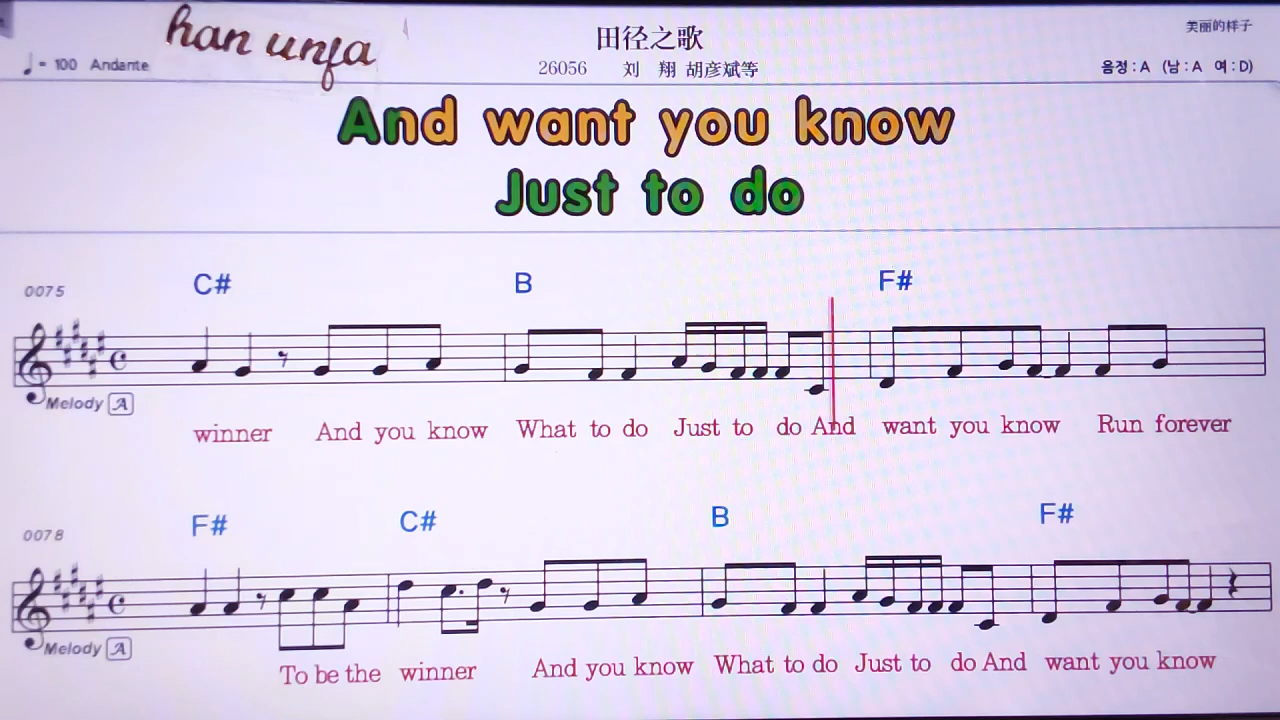 han unfa
田径之歌
美丽的样子
♩= 100 Andante
26056 刘 翔 胡彦斌等
음정 : A (남 : A 여 : D)
And want you know
Just to do
0075 C# B F#
Melody A
winner And you know What to do Just to do And want you know Run forever
0078 F# C# B F#
Melody A
To be the winner And you know What to do Just to do And want you know